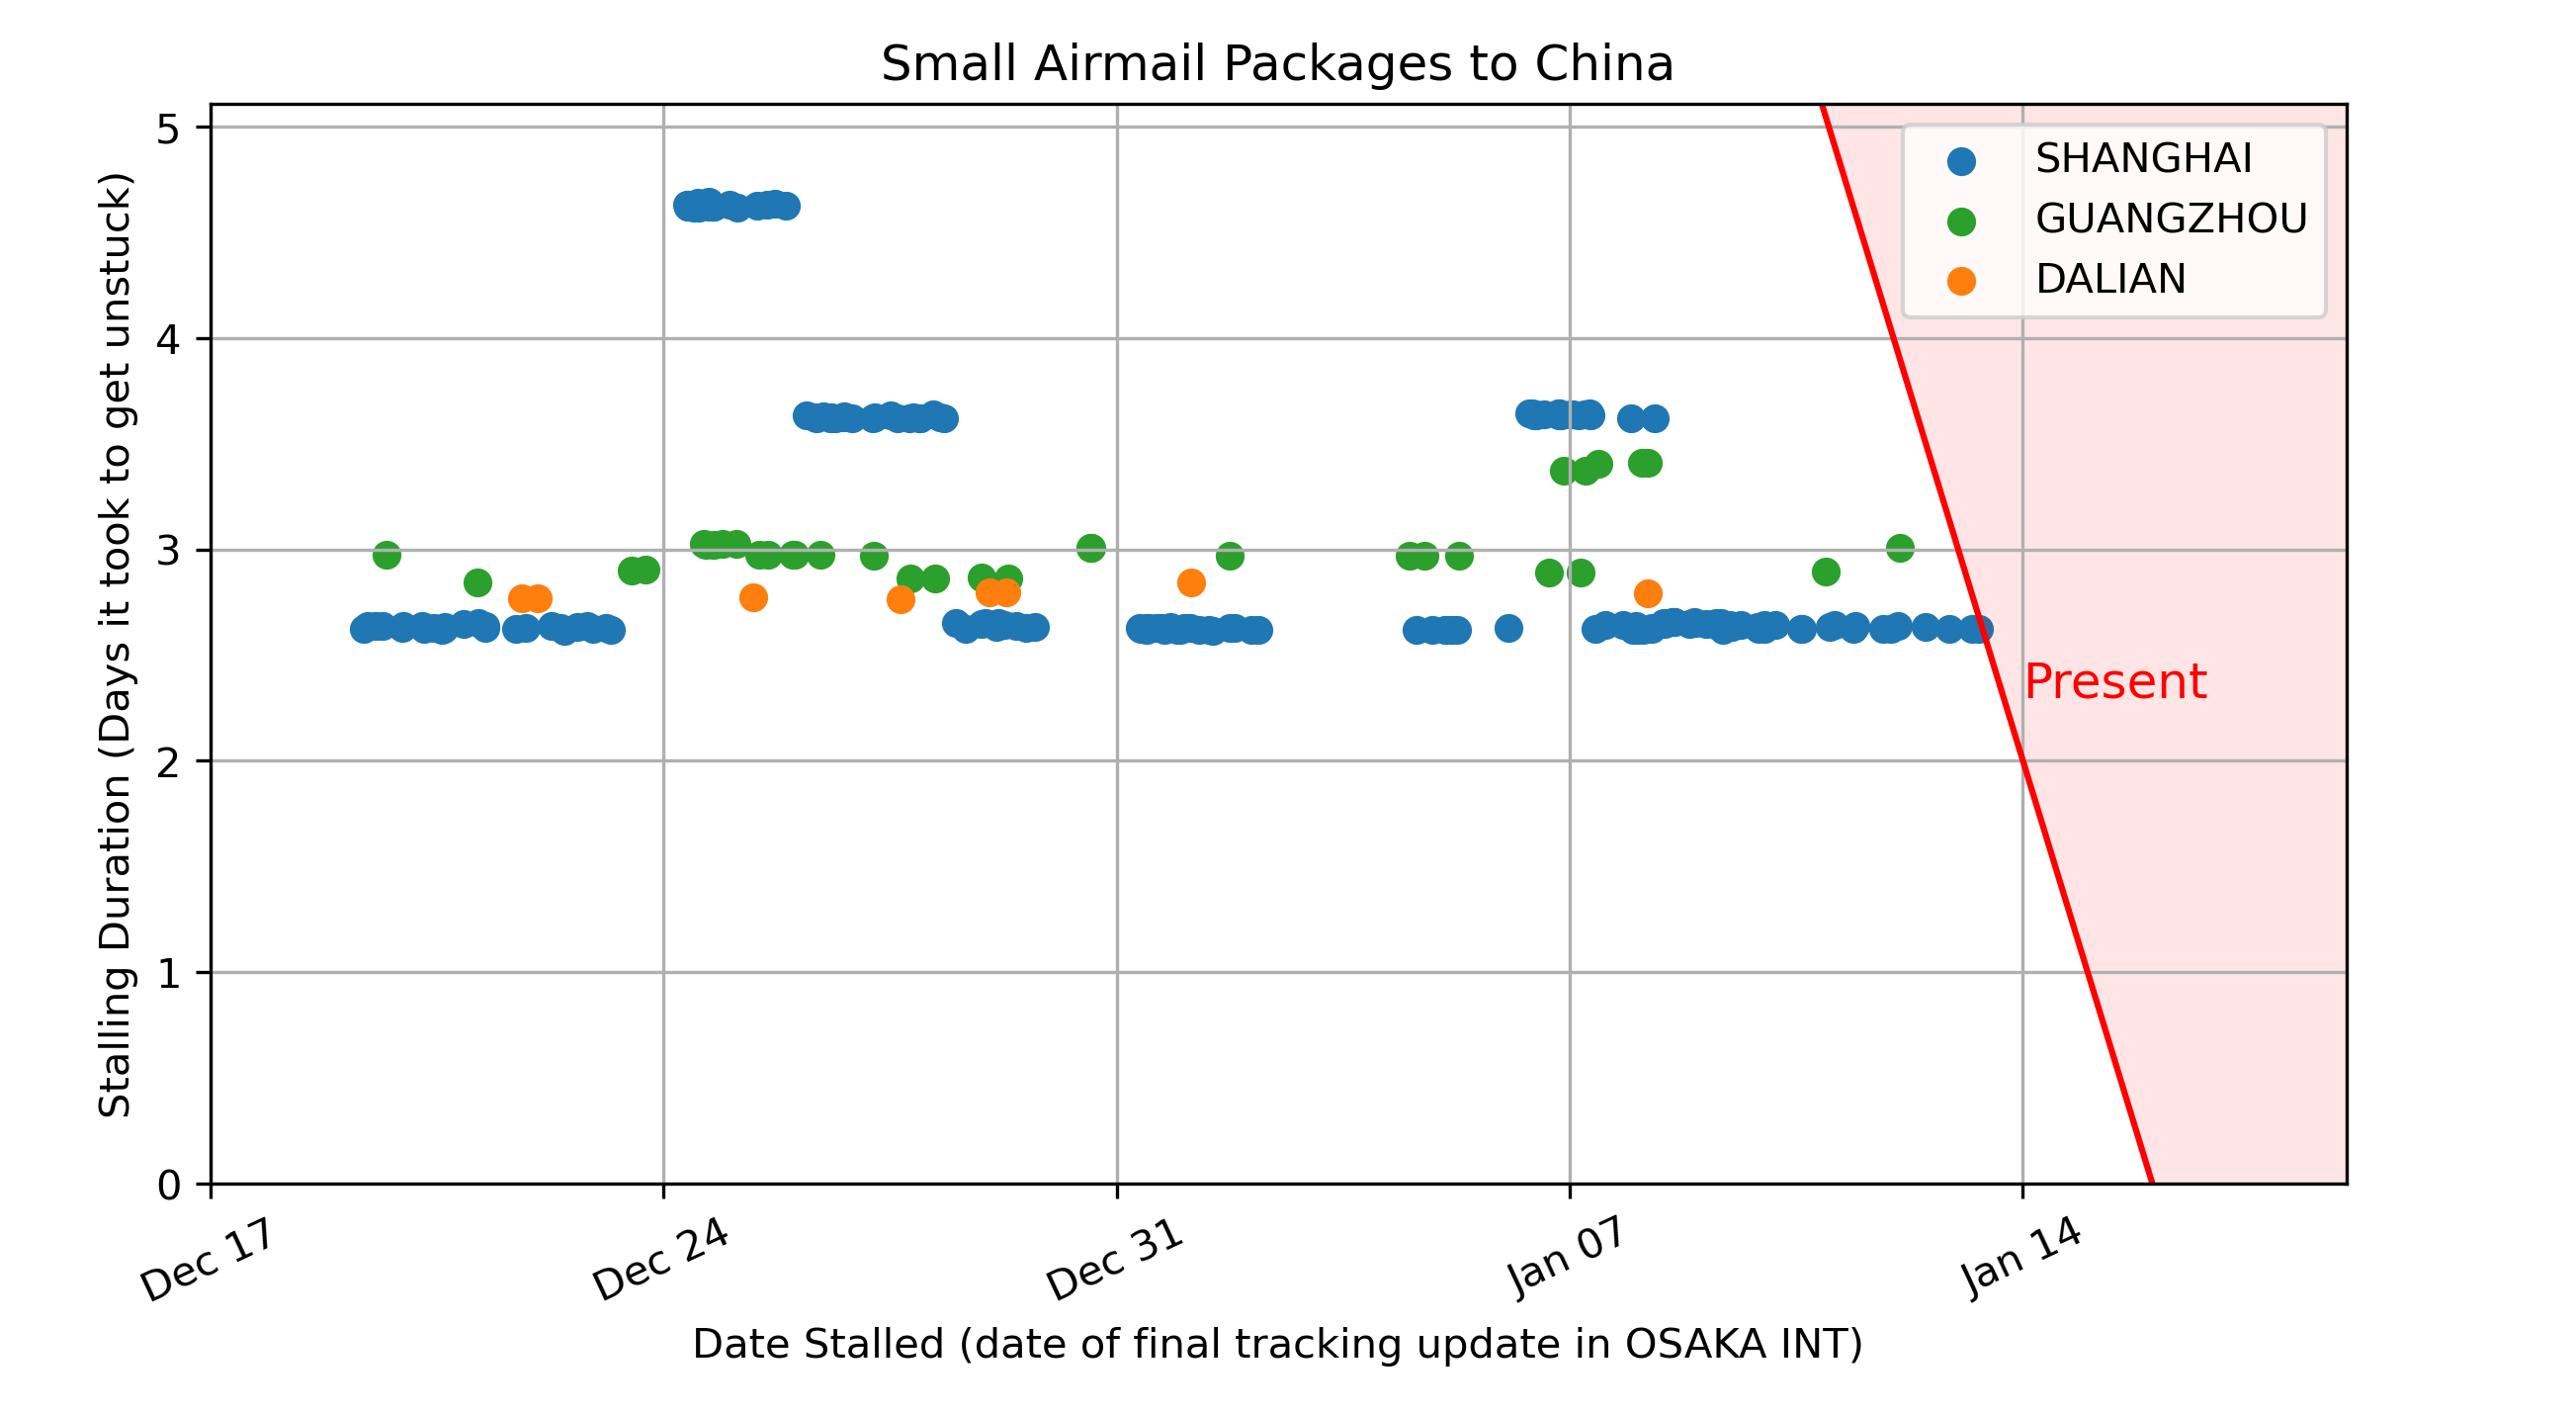 Small Airmail Packages to China
Stalling Duration (Days it took to get unstuck)
5
4
3
2
1
0
SHANGHAI
GUANGZHOU
DALIAN
Present
Dec 17
Dec 24
Dec 31
Jan 07
Jan 14
Date Stalled (date of final tracking update in OSAKA INT)